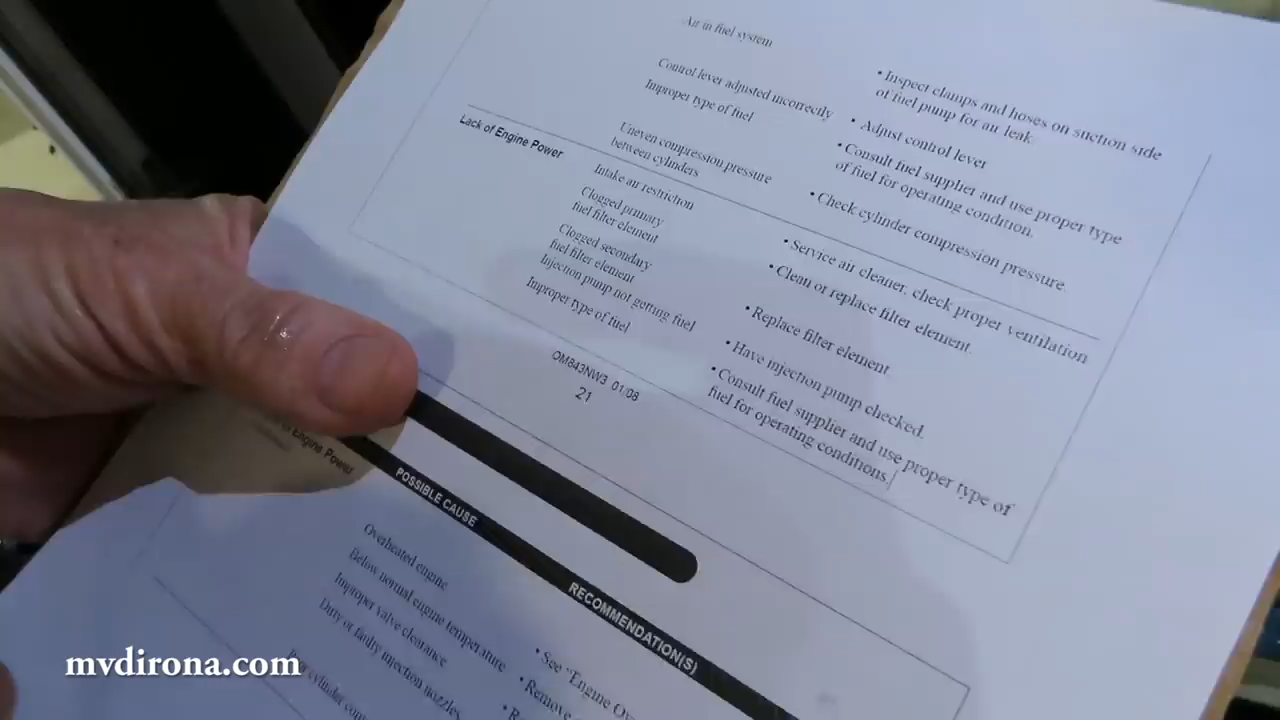 Air in fuel system
• Inspect clamps and hoses on suction side
of fuel pump for air leak.
Control lever adjusted incorrectly
• Adjust control lever
Improper type of fuel
• Consult fuel supplier and use proper type
of fuel for operating condition.
Uneven compression pressure
between cylinders
• Check cylinder compression pressure.
Lack of Engine Power
Intake air restriction
• Service air cleaner, check proper ventilation
Clogged primary
fuel filter element
• Clean or replace filter element.
Clogged secondary
fuel filter element
• Replace filter element.
Injection pump not getting fuel
• Have injection pump checked.
Improper type of fuel
• Consult fuel supplier and use proper type of
fuel for operating conditions.
OM843NW3 01/08
21
Engine Power
POSSIBLE CAUSE
RECOMMENDATION(S)
Overheated engine
• See "Engine
Below normal engine temperature
• Remove
Improper valve clearance
Dirty or faulty injection nozzles
cylinder
mvdirona.com